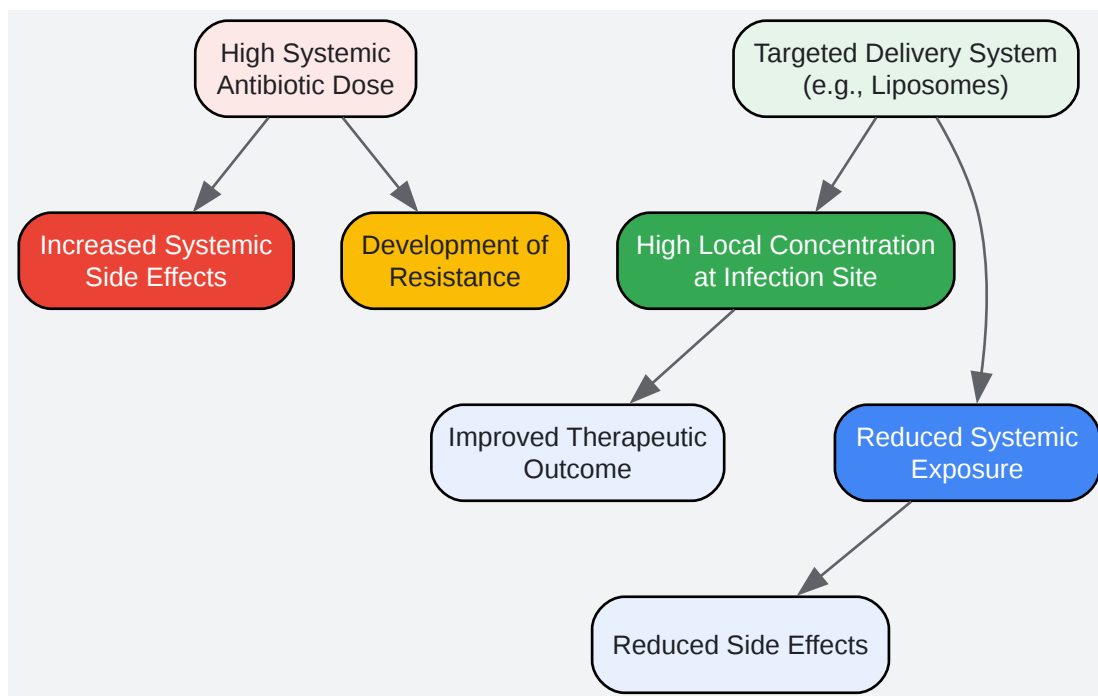 High Systemic
Antibiotic Dose
Targeted Delivery System
(e.g., Liposomes)
Increased Systemic
Side Effects
Development of
Resistance
High Local Concentration
at Infection Site
Improved Therapeutic
Outcome
Reduced Systemic
Exposure
Reduced Side Effects